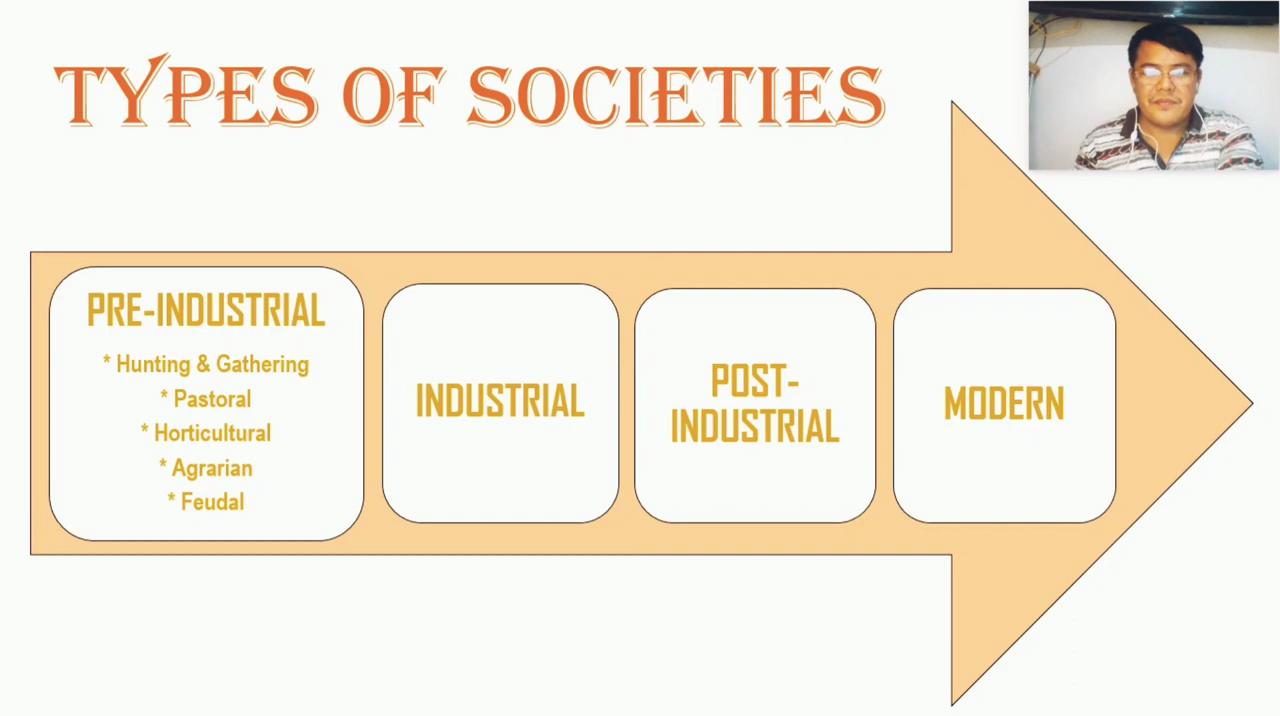 TYPES OF SOCIETIES
PRE-INDUSTRIAL
* Hunting & Gathering
* Pastoral
* Horticultural
* Agrarian
* Feudal
INDUSTRIAL
POST-
INDUSTRIAL
MODERN